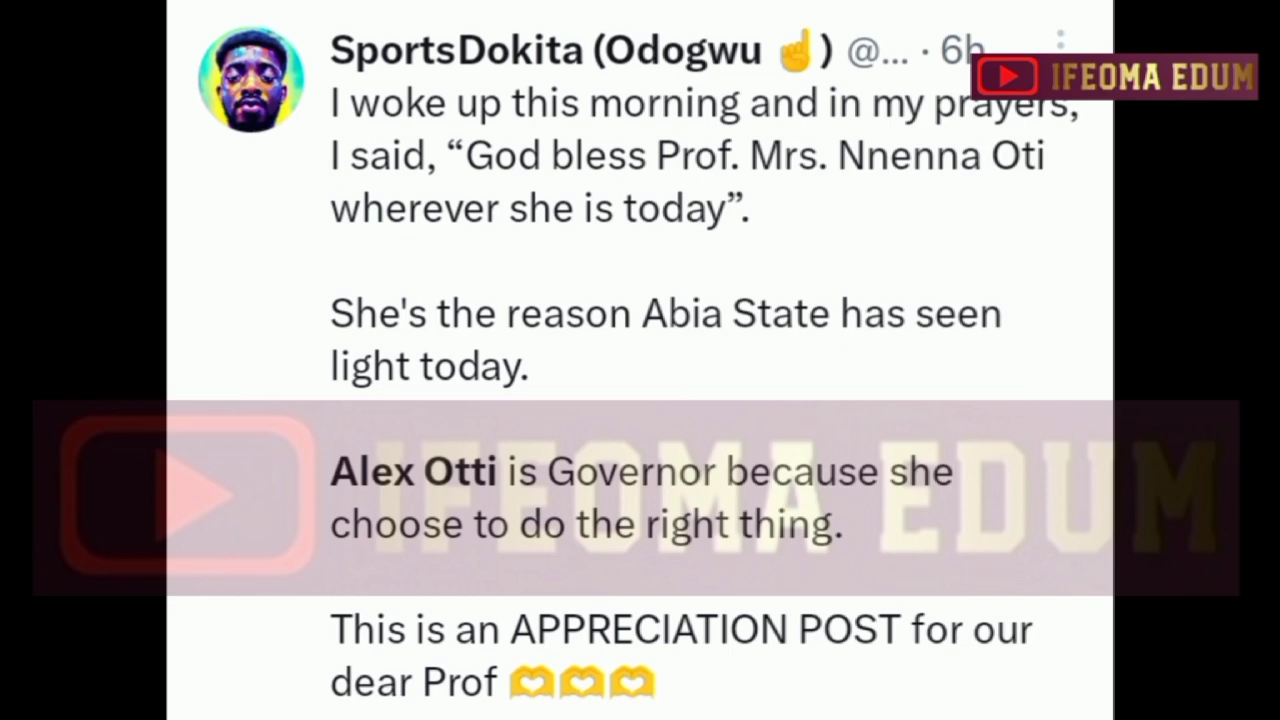 SportsDokita (Odogwu ☝️) @... · 6h
IFEOMA EDUM
I woke up this morning and in my prayers,
I said, “God bless Prof. Mrs. Nnenna Oti
wherever she is today”.
She's the reason Abia State has seen
light today.
Alex Otti is Governor because she
choose to do the right thing.
IFEOMA EDUM
This is an APPRECIATION POST for our
dear Prof 🫶🫶🫶